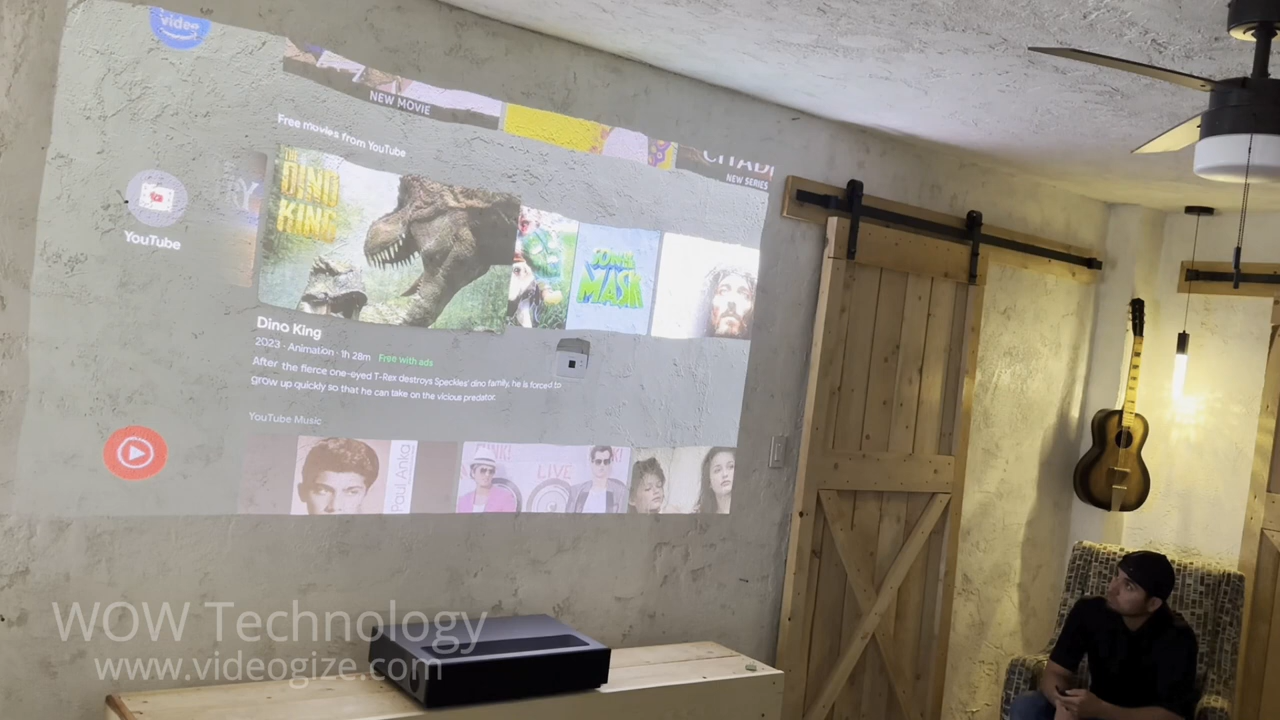 video
NEW MOVIE
Free movies from YouTube
NEW SERIES
THE
DINO
KING
YouTube
MASK
Dino King
2023 · Animation · 1h 28m Free with ads
After the fierce one-eyed T-Rex destroys Speckles' dino family, he is forced to
grow up quickly so that he can take on the vicious predator.
YouTube Music
Paul Anka
LIVE
WOW Technology
www.videogize.com